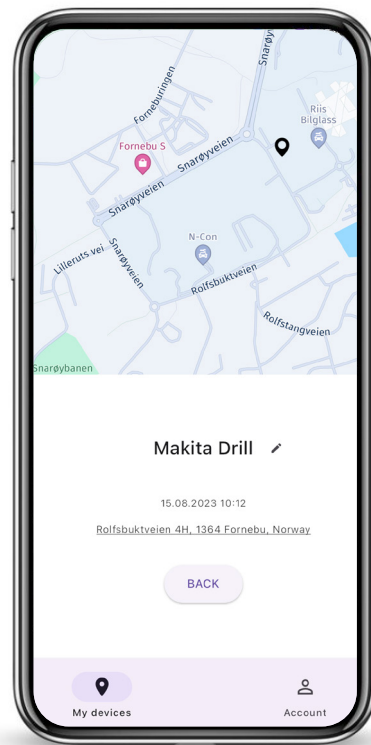 Snarøyveien
Forneburingen
Riis
Bilglass
Fornebu S
Snarøyveien
Snarøyveien
N-Con
Lilleruts vei
Snarøyveien
Rolfsbuktveien
Rolfstangveien
Snarøybanen
Makita Drill
15.08.2023 10:12
Rolfsbuktveien 4H, 1364 Fornebu, Norway
BACK
My devices
Account